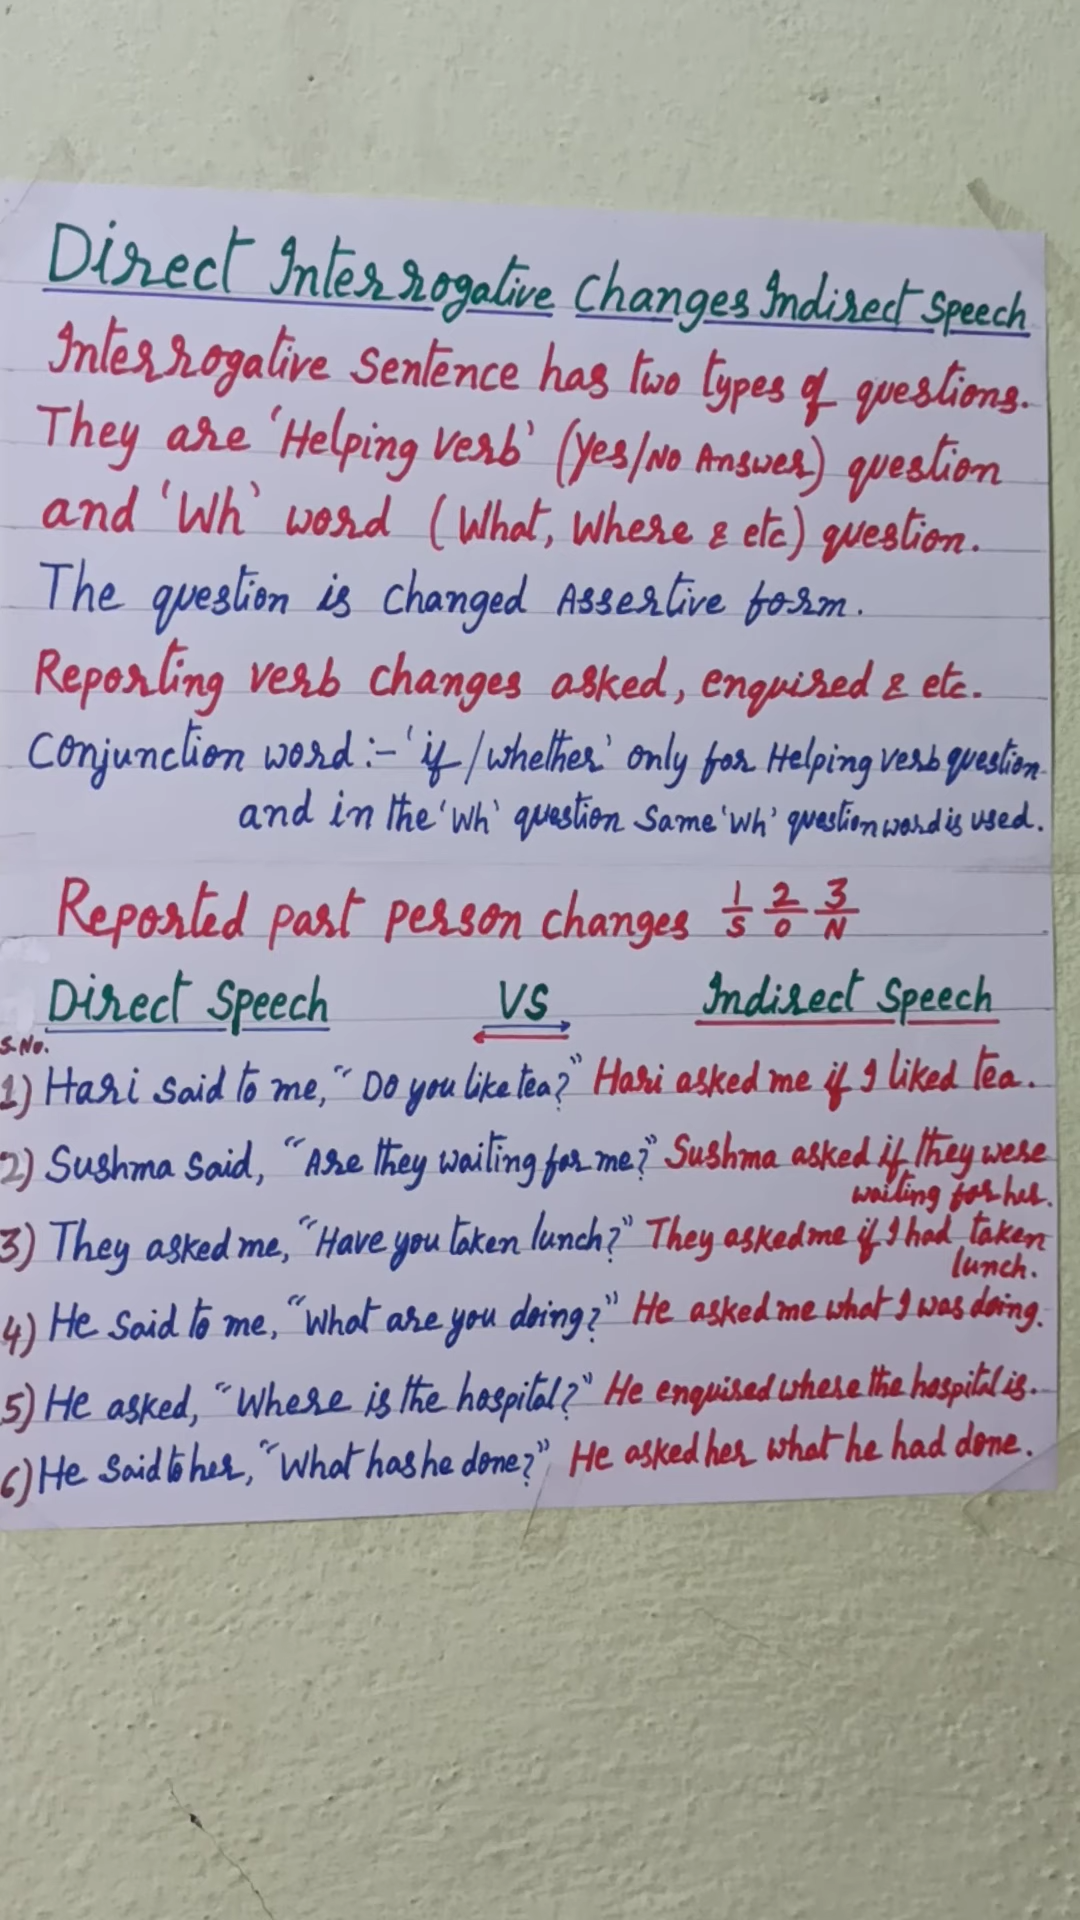 Direct Interrogative Changes Indirect Speech
Interrogative Sentence has two types of questions.
They are 'Helping verb' (Yes/No Answer) question
and 'Wh' word (What, Where & etc) question.
The question is changed Assertive form.
Reporting verb changes asked, enquired & etc.
Conjunction word :- 'if/whether' only for Helping verb question
and in the 'Wh' question Same 'Wh' question word is used.
Reported part person changes 1/S 2/O 3/N
Direct Speech VS Indirect Speech
S.No.
1) Hari said to me, "Do you like tea?" Hari asked me if I liked tea.
2) Sushma said, "Are they waiting for me?" Sushma asked if they were
waiting for her.
3) They asked me, "Have you taken lunch?" They asked me if I had taken
lunch.
4) He said to me, "What are you doing?" He asked me what I was doing.
5) He asked, "Where is the hospital?" He enquired where the hospital is.
6) He said to her, "What has he done?" He asked her what he had done.